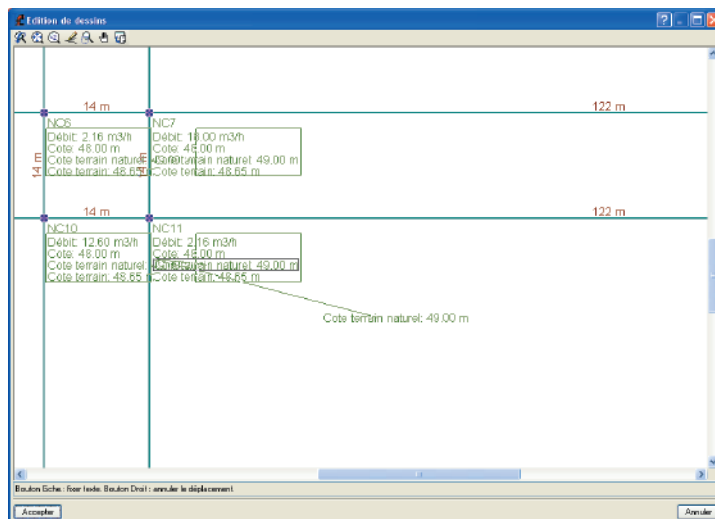 Edition de dessins
14 m
122 m
NC6
NC7
Débit: 2.16 m3/h
Débit: 18.00 m3/h
Cote: 48.00 m
Cote: 48.00 m
Cote terrain naturel:
Cote terrain naturel: 49.00 m
Cote terrain: 48.65 m
Cote terrain: 48.65 m
14 m
14 m
122 m
NC10
NC11
Débit: 12.60 m3/h
Débit: 2.16 m3/h
Cote: 48.00 m
Cote: 48.00 m
Cote terrain naturel:
Cote terrain naturel: 49.00 m
Cote terrain: 48.65 m
Cote terrain: 48.65 m
Cote terrain naturel: 49.00 m
Bouton Gche.: fixer texte. Bouton Droit : annuler le déplacement.
Accepter
Annuler